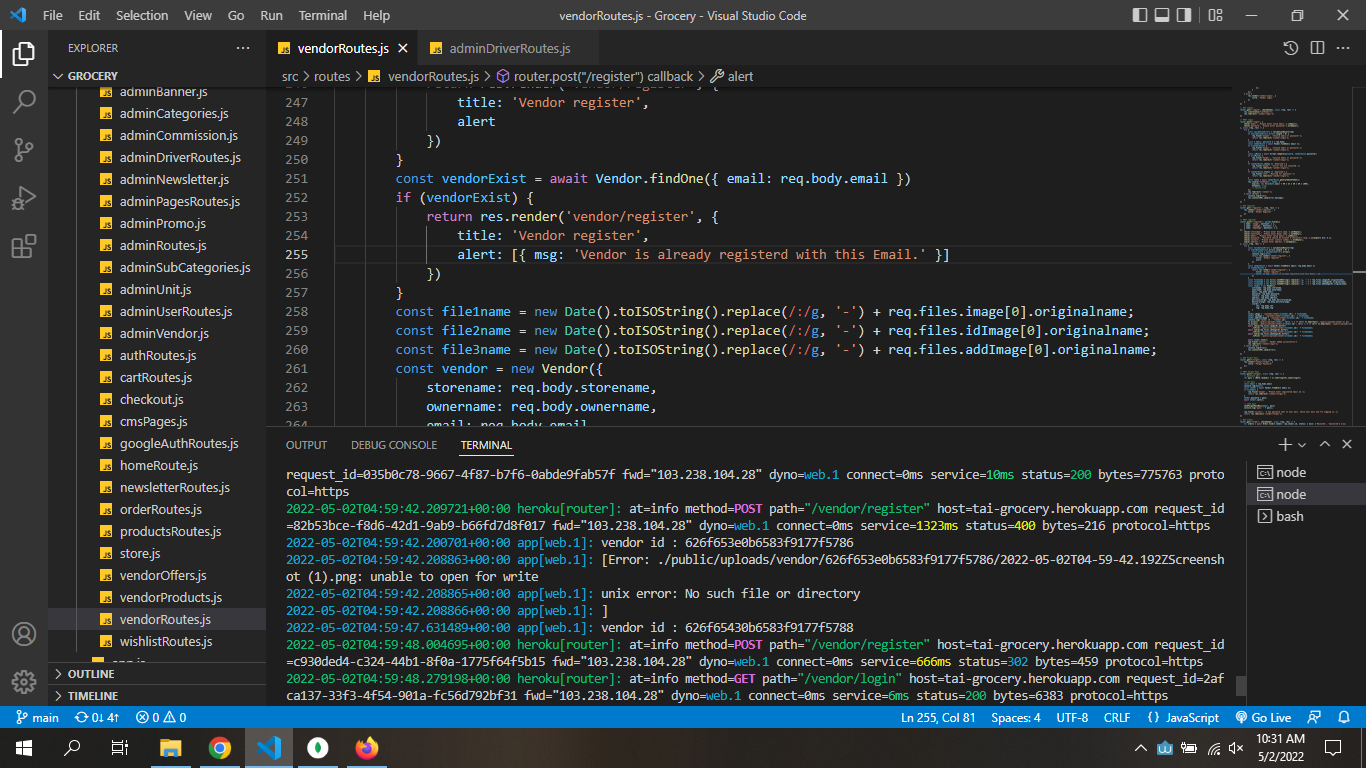 File Edit Selection View Go Run Terminal Help
vendorRoutes.js - Grocery - Visual Studio Code
EXPLORER
GROCERY
adminBanner.js
adminCategories.js
adminCommission.js
adminDriverRoutes.js
adminNewsletter.js
adminPagesRoutes.js
adminPromo.js
adminRoutes.js
adminSubCategories.js
adminUnit.js
adminUserRoutes.js
adminVendor.js
authRoutes.js
cartRoutes.js
checkout.js
cmsPages.js
googleAuthRoutes.js
homeRoute.js
newsletterRoutes.js
orderRoutes.js
productsRoutes.js
store.js
vendorOffers.js
vendorProducts.js
vendorRoutes.js
wishlistRoutes.js
OUTLINE
TIMELINE
vendorRoutes.js adminDriverRoutes.js
src > routes > vendorRoutes.js > router.post("/register") callback > alert
247 title: 'Vendor register',
248 alert
249 })
250 }
251 const vendorExist = await Vendor.findOne({ email: req.body.email })
252 if (vendorExist) {
253 return res.render('vendor/register', {
254 title: 'Vendor register',
255 alert: [{ msg: 'Vendor is already registerd with this Email.' }]
256 })
257 }
258 const file1name = new Date().toISOString().replace(/:/g, '-') + req.files.image[0].originalname;
259 const file2name = new Date().toISOString().replace(/:/g, '-') + req.files.idImage[0].originalname;
260 const file3name = new Date().toISOString().replace(/:/g, '-') + req.files.addImage[0].originalname;
261 const vendor = new Vendor({
262 storename: req.body.storename,
263 ownername: req.body.ownername,
264 email: req.body.email
OUTPUT DEBUG CONSOLE TERMINAL
request_id=035b0c78-9667-4f87-b7f6-0abde9fab57f fwd="103.238.104.28" dyno=web.1 connect=0ms service=10ms status=200 bytes=775763 proto
col=https
2022-05-02T04:59:42.209721+00:00 heroku[router]: at=info method=POST path="/vendor/register" host=tai-grocery.herokuapp.com request_id
=82b53bce-f8d6-42d1-9ab9-b66fd7d8f017 fwd="103.238.104.28" dyno=web.1 connect=0ms service=1323ms status=400 bytes=216 protocol=https
2022-05-02T04:59:42.200701+00:00 app[web.1]: vendor id : 626f653e0b6583f9177f5786
2022-05-02T04:59:42.208863+00:00 app[web.1]: [Error: ./public/uploads/vendor/626f653e0b6583f9177f5786/2022-05-02T04-59-42.192ZScreensh
ot (1).png: unable to open for write
2022-05-02T04:59:42.208865+00:00 app[web.1]: unix error: No such file or directory
2022-05-02T04:59:42.208866+00:00 app[web.1]: ]
2022-05-02T04:59:47.631489+00:00 app[web.1]: vendor id : 626f65430b6583f9177f5788
2022-05-02T04:59:48.004695+00:00 heroku[router]: at=info method=POST path="/vendor/register" host=tai-grocery.herokuapp.com request_id
=c930ded4-c324-44b1-8f0a-1775f64f5b15 fwd="103.238.104.28" dyno=web.1 connect=0ms service=666ms status=302 bytes=459 protocol=https
2022-05-02T04:59:48.279198+00:00 heroku[router]: at=info method=GET path="/vendor/login" host=tai-grocery.herokuapp.com request_id=2af
ca137-33f3-4f54-901a-fc56d792bf31 fwd="103.238.104.28" dyno=web.1 connect=0ms service=6ms status=200 bytes=6383 protocol=https
node
node
bash
main 0↓ 4↑ 0 0 Ln 255, Col 81 Spaces: 4 UTF-8 CRLF {} JavaScript Go Live
10:31 AM
5/2/2022